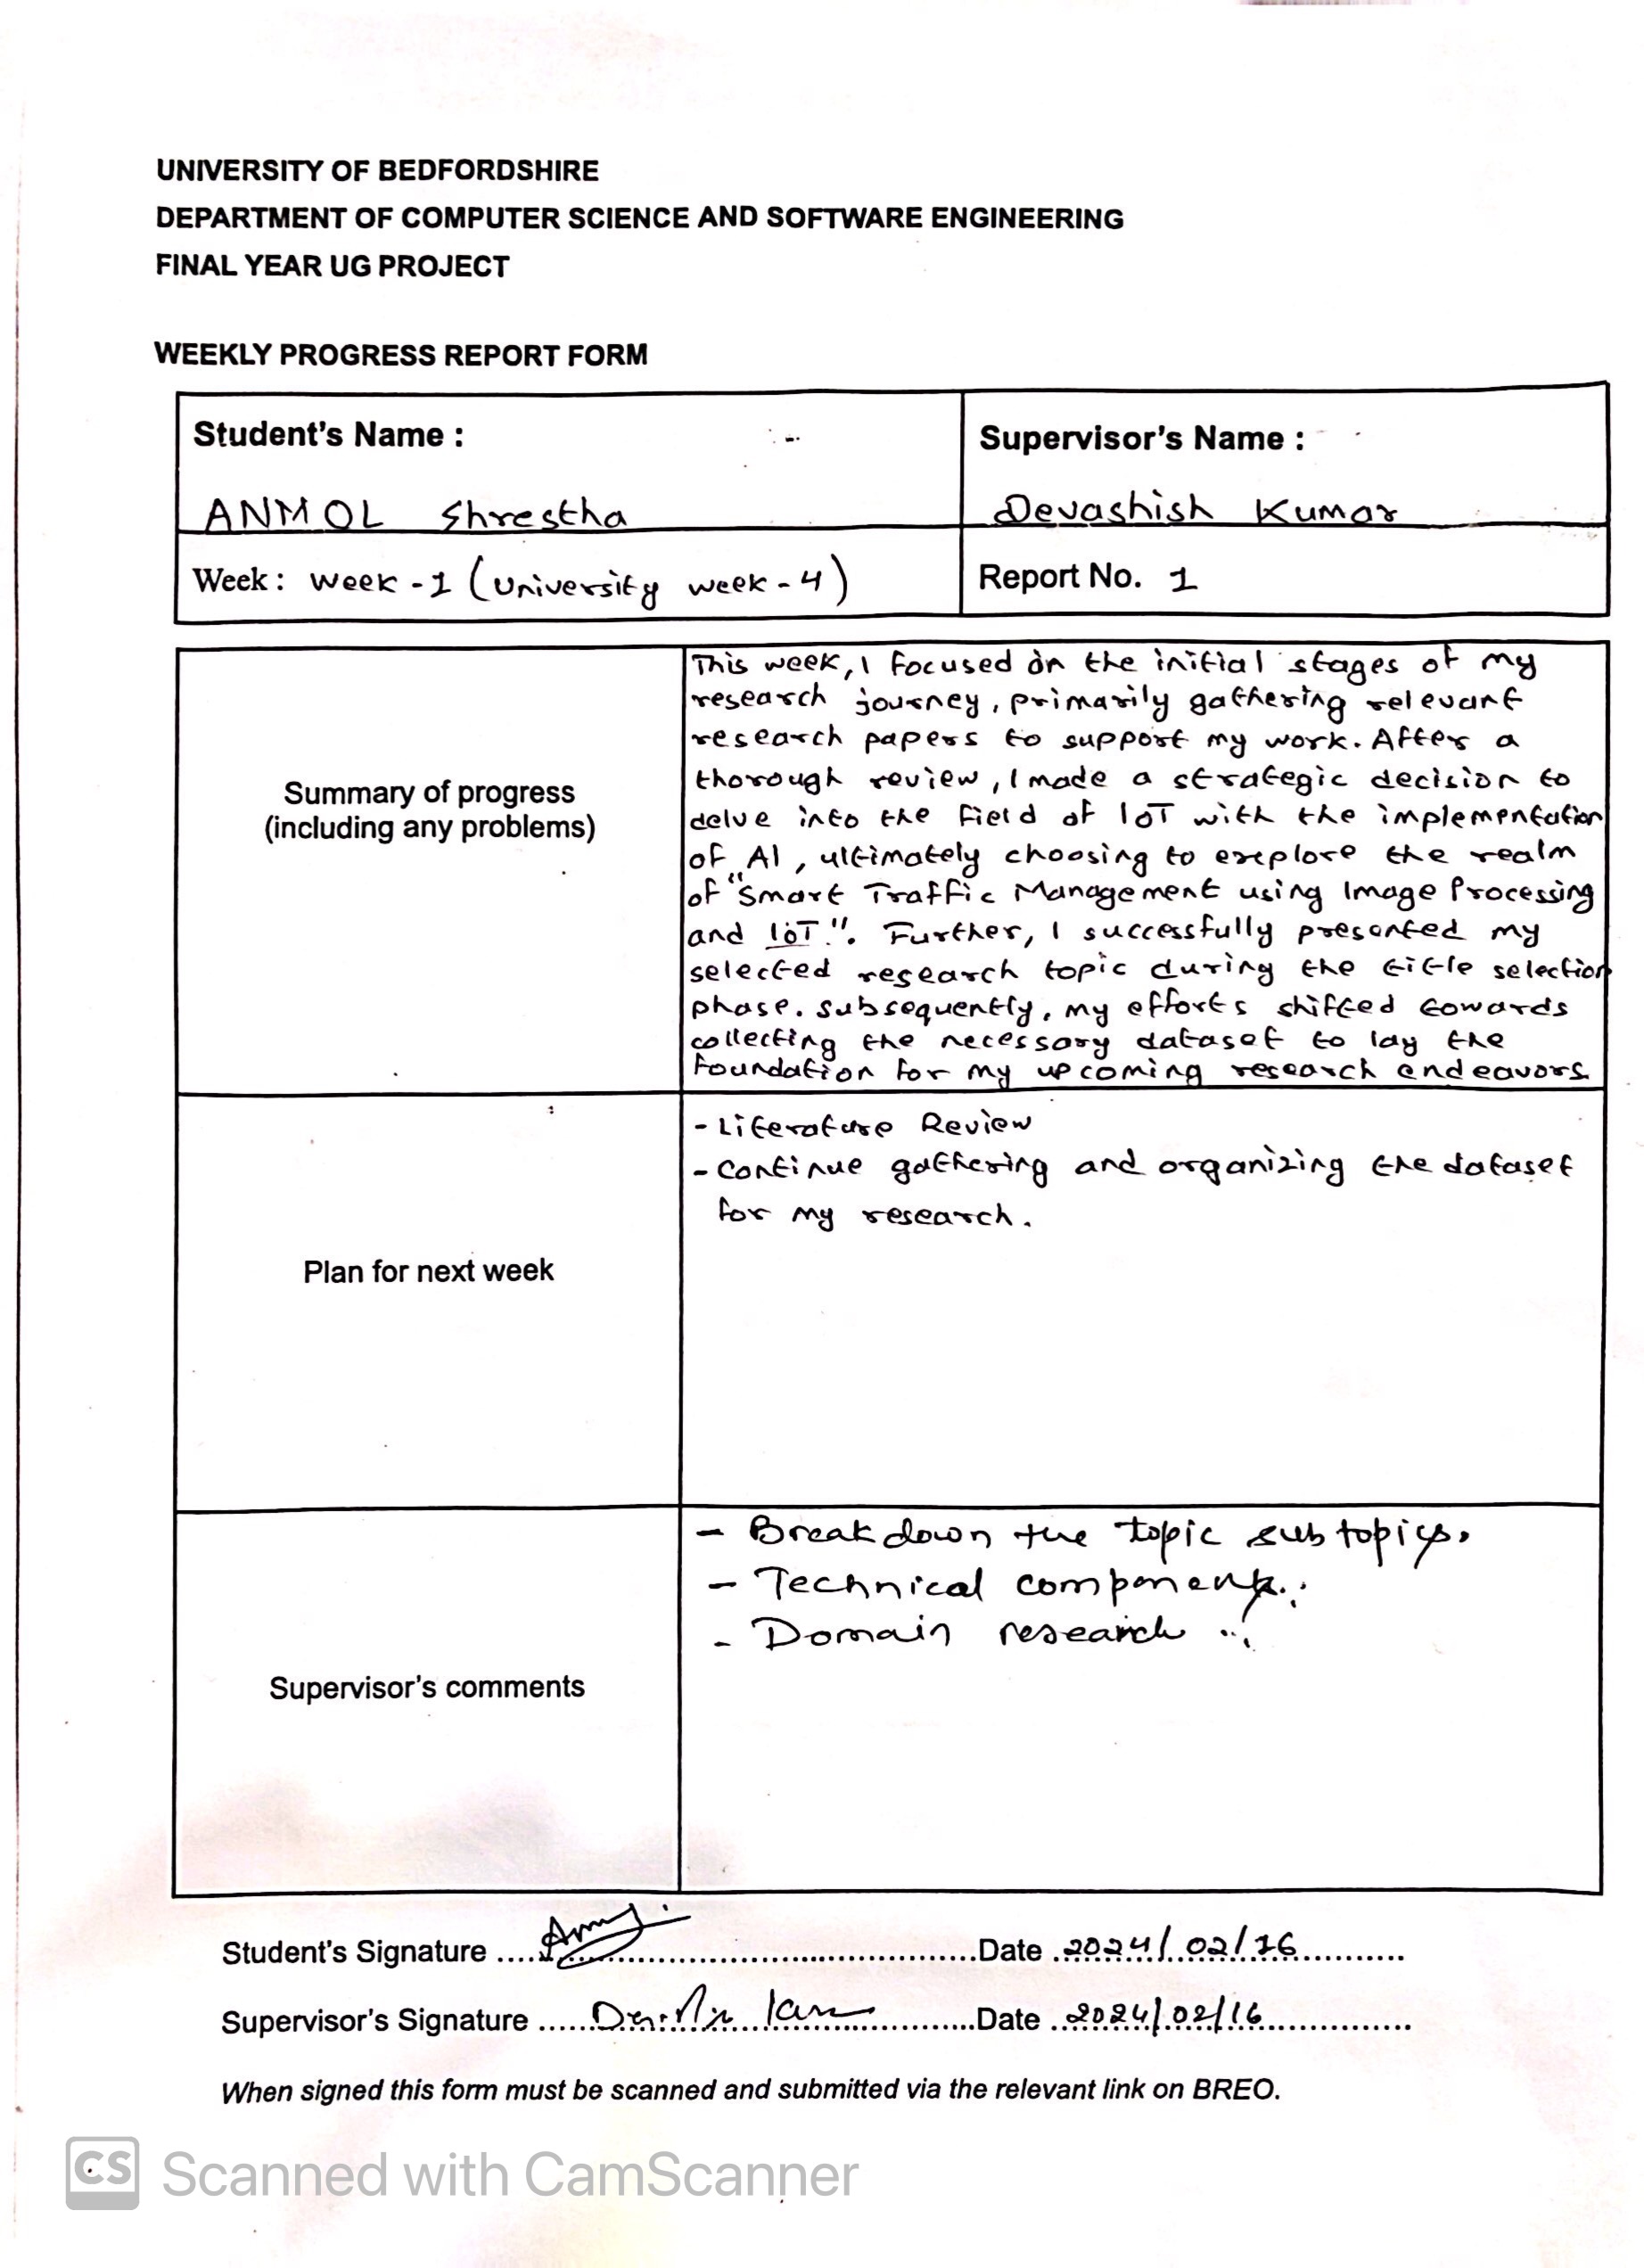 UNIVERSITY OF BEDFORDSHIRE
DEPARTMENT OF COMPUTER SCIENCE AND SOFTWARE ENGINEERING
FINAL YEAR UG PROJECT
WEEKLY PROGRESS REPORT FORM
Student's Name :
ANMOL Shrestha
Supervisor's Name :
Devashish Kumar
Week : Week - 1 (University week - 4)
Report No. 1
Summary of progress
(including any problems)
This week, I focused on the initial stages of my
research journey, primarily gathering relevant
research papers to support my work. After a
thorough review, I made a strategic decision to
delve into the field of IoT with the implementation
of AI, ultimately choosing to explore the realm
of "Smart Traffic Management using Image Processing
and IoT". Further, I successfully presented my
selected research topic during the title selection
phase. Subsequently, my efforts shifted towards
collecting the necessary dataset to lay the
foundation for my upcoming research endeavors
Plan for next week
- Literature Review
- Continue gathering and organizing the dataset
for my research.
Supervisor's comments
- Breakdown the topic subtopics.
- Technical components.
- Domain research
Student's Signature .... Date 2024/02/16
Supervisor's Signature .... Date 2024/02/16
When signed this form must be scanned and submitted via the relevant link on BREO.
CS Scanned with CamScanner